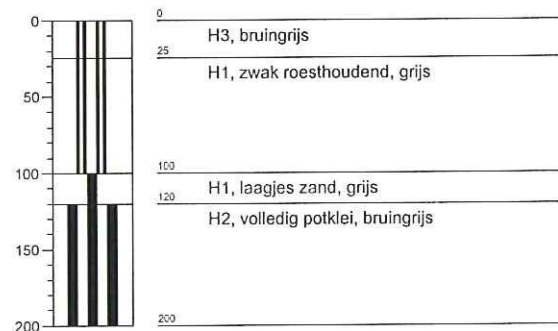 0
50
100
150
200
0
H3, bruingrijs
25
H1, zwak roesthoudend, grijs
100
H1, laagjes zand, grijs
120
H2, volledig potklei, bruingrijs
200